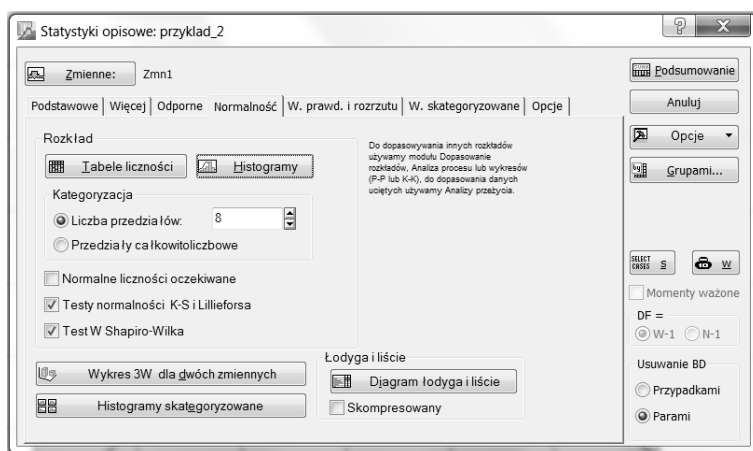 Statystyki opisowe: przyklad_2
Zmienne: Zmn1
Podstawowe Więcej Odporne Normalność W. prawd. i rozrzutu W. skategoryzowane Opcje
Rozkład
Tabele liczności Histogramy
Kategoryzacja
Liczba przedziałów: 8
Przedziały całkowitoliczbowe
Normalne liczności oczekiwane
Testy normalności K-S i Lillieforsa
Test W Shapiro-Wilka
Do dopasowywania innych rozkładów
używamy modułu Dopasowanie
rozkładów, Analiza procesu lub wykresów
(P-P lub K-K), do dopasowania danych
uciętych używamy Analizy przeżycia.
Wykres 3W dla dwóch zmiennych
Histogramy skategoryzowane
Łodyga i liście
Diagram łodyga i liście
Skompresowany
Podsumowanie
Anuluj
Opcje
Grupami...
SELECT CASES S W
Momenty ważone
DF =
W-1 N-1
Usuwanie BD
Przypadkami
Parami